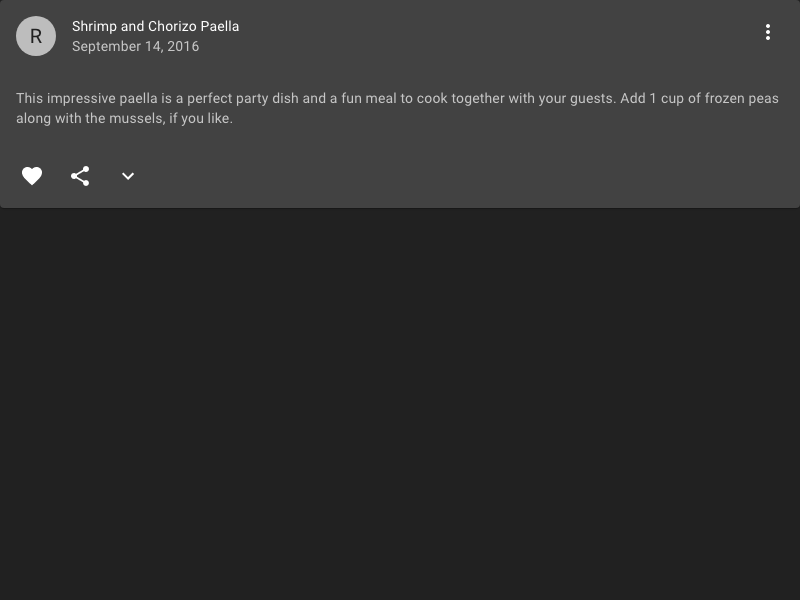 R
Shrimp and Chorizo Paella
September 14, 2016
This impressive paella is a perfect party dish and a fun meal to cook together with your guests. Add 1 cup of frozen peas
along with the mussels, if you like.